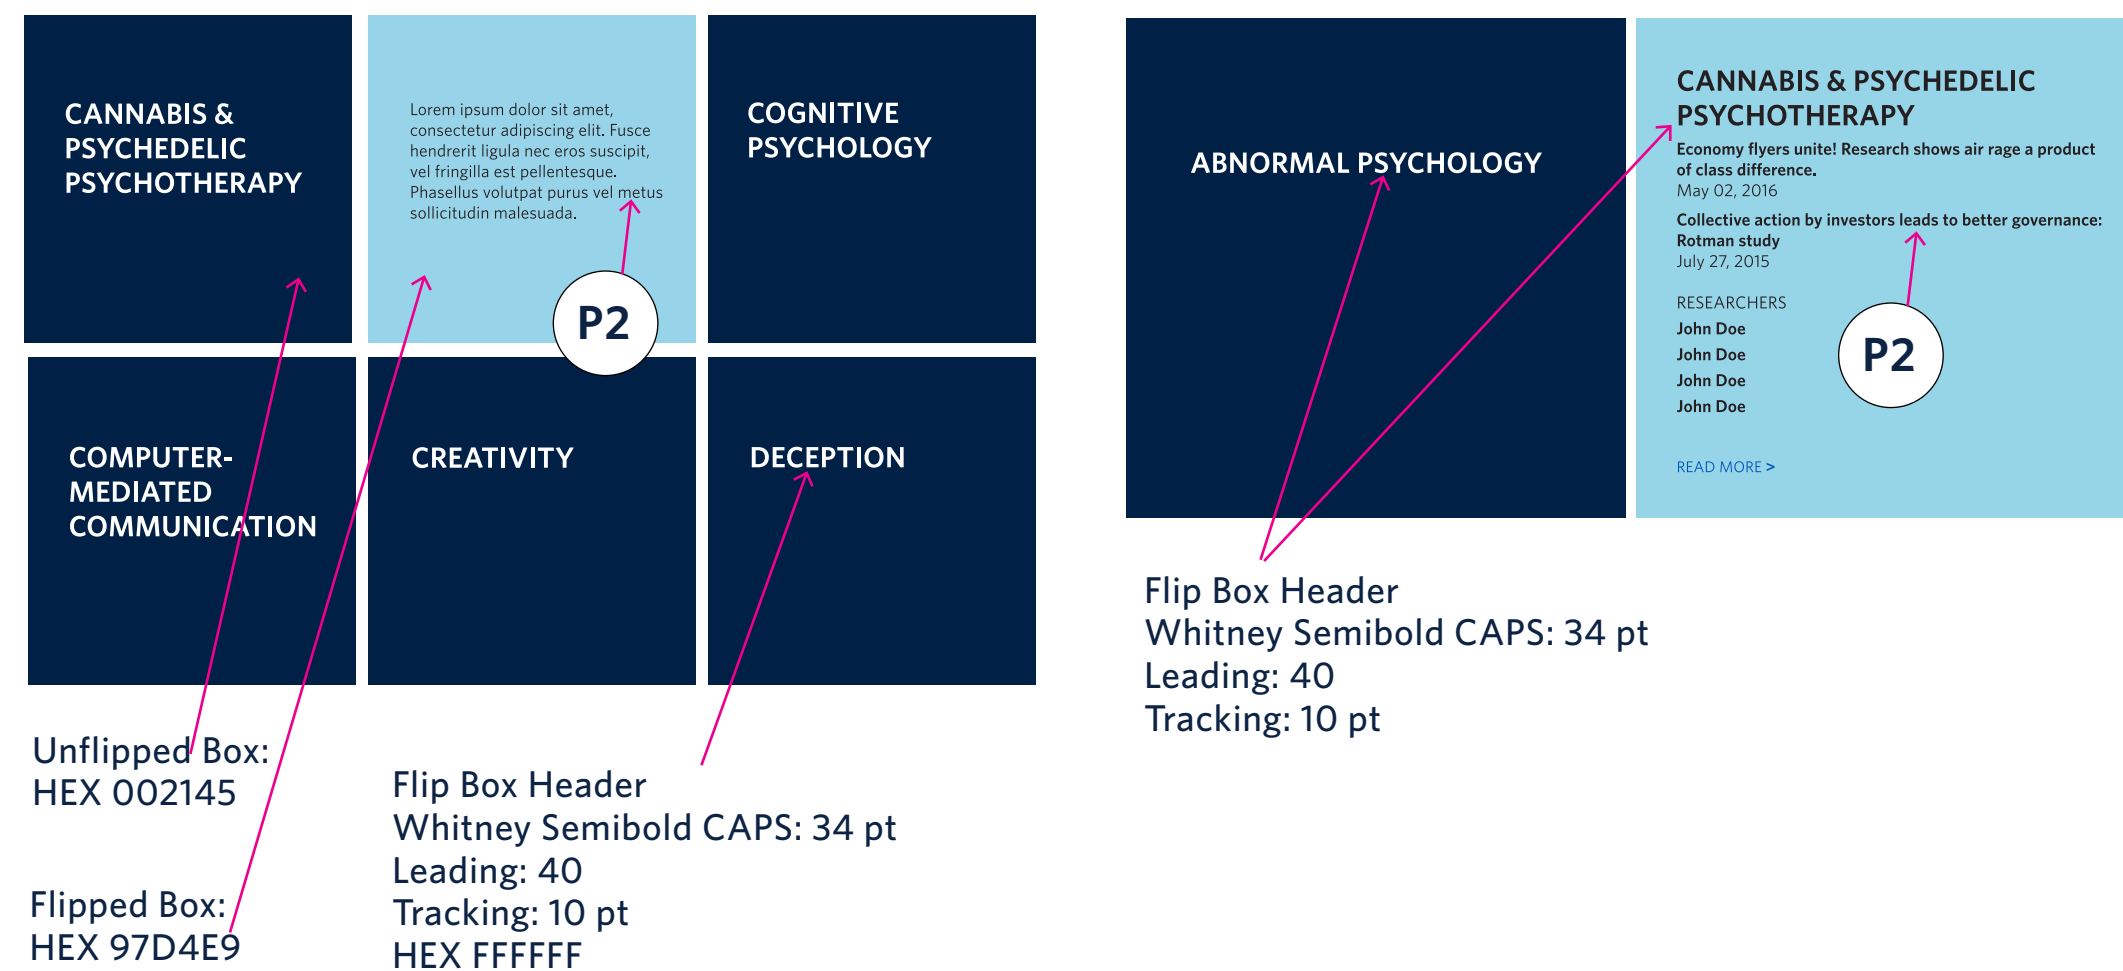 CANNABIS &
PSYCHEDELIC
PSYCHOTHERAPY
Lorem ipsum dolor sit amet,
consectetur adipiscing elit. Fusce
hendrerit ligula nec eros suscipit,
vel fringilla est pellentesque.
Phasellus volutpat purus vel metus
sollicitudin malesuada.
P2
COGNITIVE
PSYCHOLOGY
COMPUTER-
MEDIATED
COMMUNICATION
CREATIVITY
DECEPTION
Unflipped Box:
HEX 002145
Flipped Box:
HEX 97D4E9
Flip Box Header
Whitney Semibold CAPS: 34 pt
Leading: 40
Tracking: 10 pt
HEX FFFFFF
ABNORMAL PSYCHOLOGY
CANNABIS & PSYCHEDELIC
PSYCHOTHERAPY
Economy flyers unite! Research shows air rage a product
of class difference.
May 02, 2016
Collective action by investors leads to better governance:
Rotman study
July 27, 2015
RESEARCHERS
John Doe
John Doe
John Doe
John Doe
P2
READ MORE >
Flip Box Header
Whitney Semibold CAPS: 34 pt
Leading: 40
Tracking: 10 pt